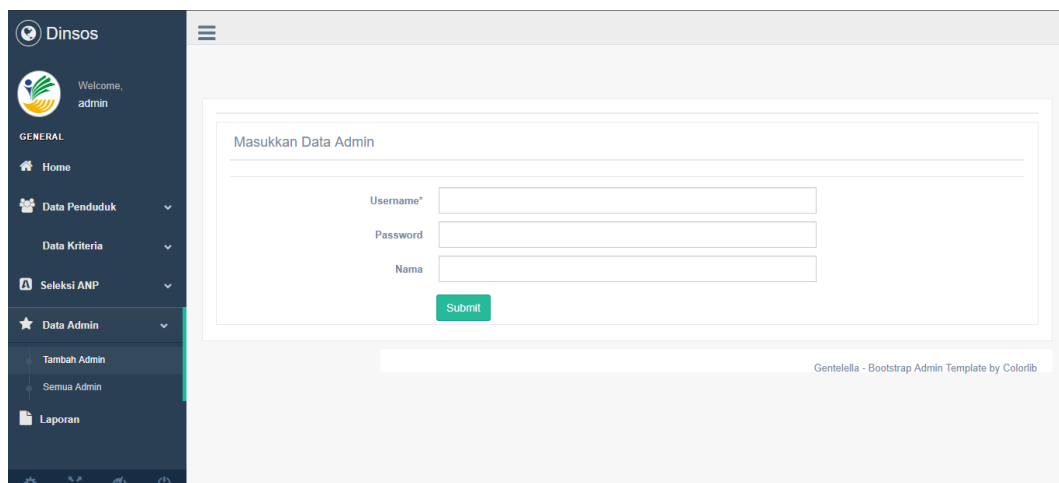 Dinsos
Welcome,
admin
GENERAL
Home
Data Penduduk
Data Kriteria
A Seleksi ANP
Data Admin
Tambah Admin
Semua Admin
Laporan
Masukkan Data Admin
Username*
Password
Nama
Submit
Gentelella - Bootstrap Admin Template by Colorlib